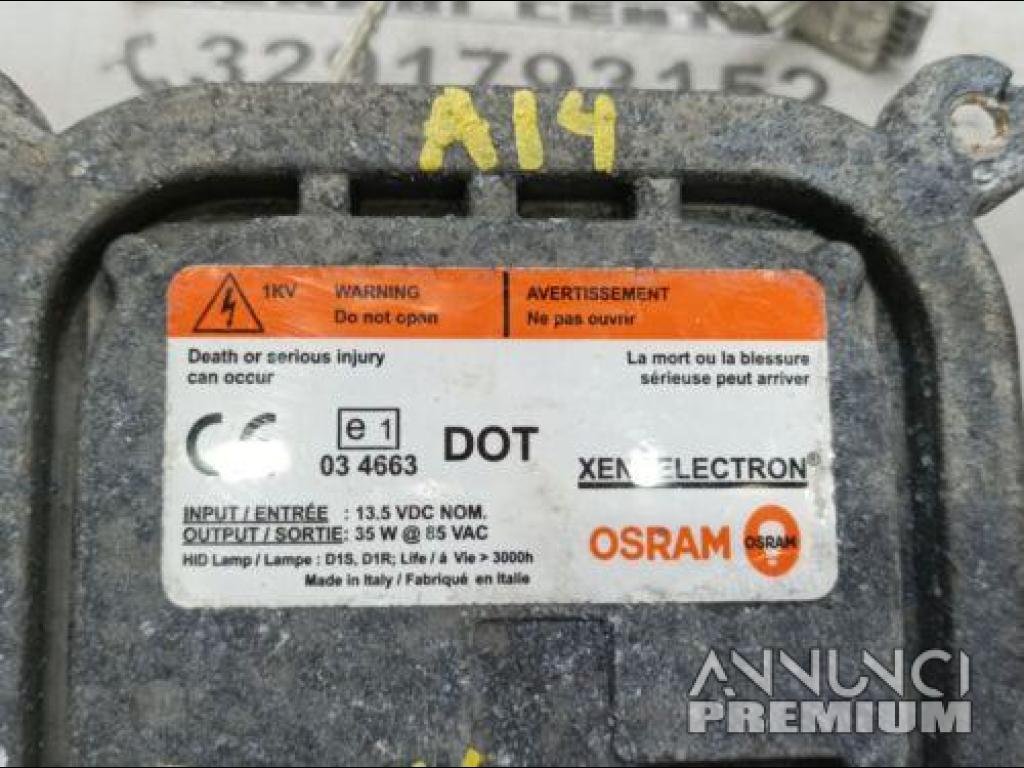 3291793152
A14
1KV WARNING AVERTISSEMENT
Do not open Ne pas ouvrir
Death or serious injury La mort ou la blessure
can occur sérieuse peut arriver
CE e 1 DOT
03 4663 ELECTRON®
INPUT / ENTRÉE : 13.5 VDC NOM.
OUTPUT / SORTIE: 35 W @ 85 VAC OSRAM OSRAM
HID Lamp / Lampe : D1S, D1R; Life / à Vie > 3000h
Made in Italy / Fabriqué en Italie
ANNUNCI
PREMIUM